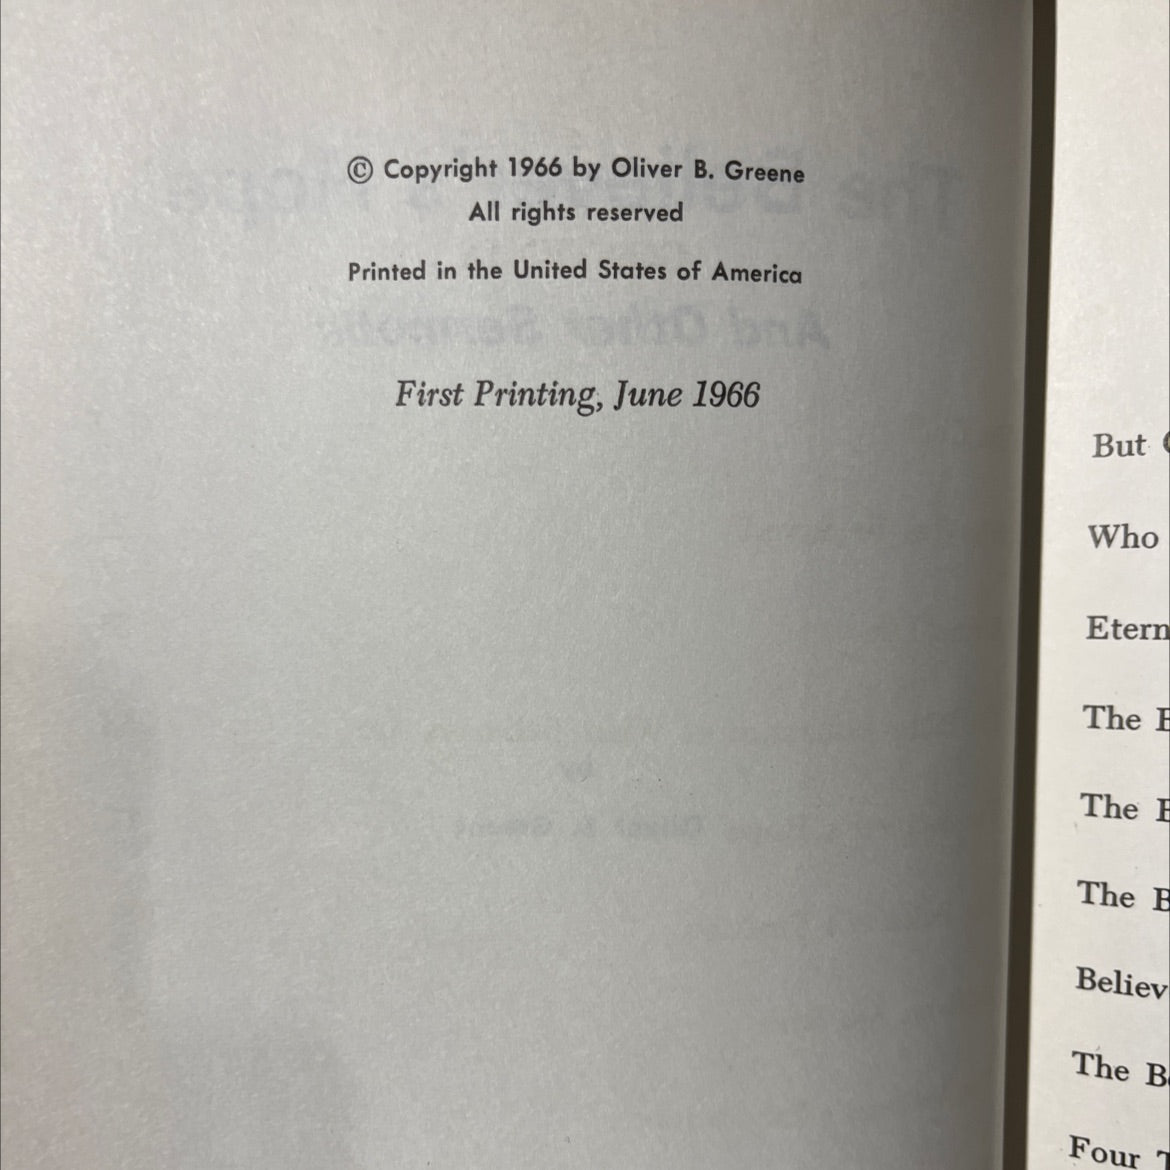 © Copyright 1966 by Oliver B. Greene
All rights reserved
Printed in the United States of America
First Printing, June 1966
But
Who
Etern
The
The
The
Believ
The
Four